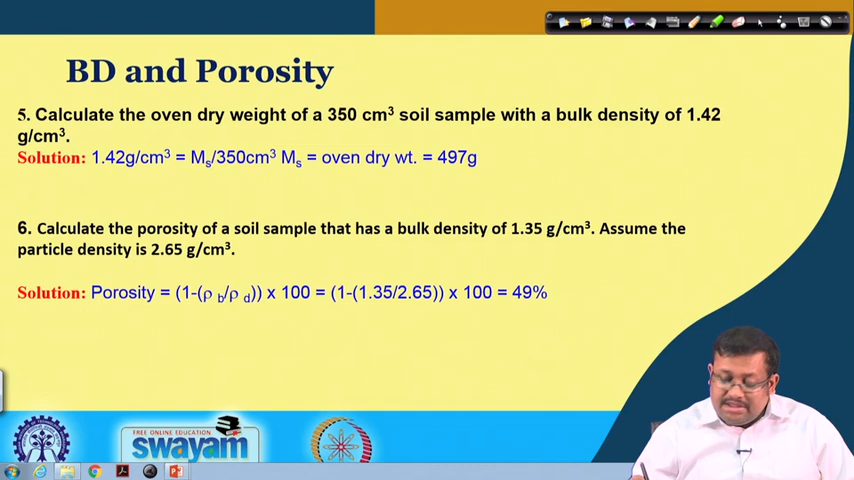 BD and Porosity
5. Calculate the oven dry weight of a 350 cm³ soil sample with a bulk density of 1.42
g/cm³.
Solution: 1.42g/cm³ = Mₛ/350cm³ Mₛ = oven dry wt. = 497g
6. Calculate the porosity of a soil sample that has a bulk density of 1.35 g/cm³. Assume the
particle density is 2.65 g/cm³.
Solution: Porosity = (1-(ρ b/ρ d)) x 100 = (1-(1.35/2.65)) x 100 = 49%
FREE ONLINE EDUCATION
swayam